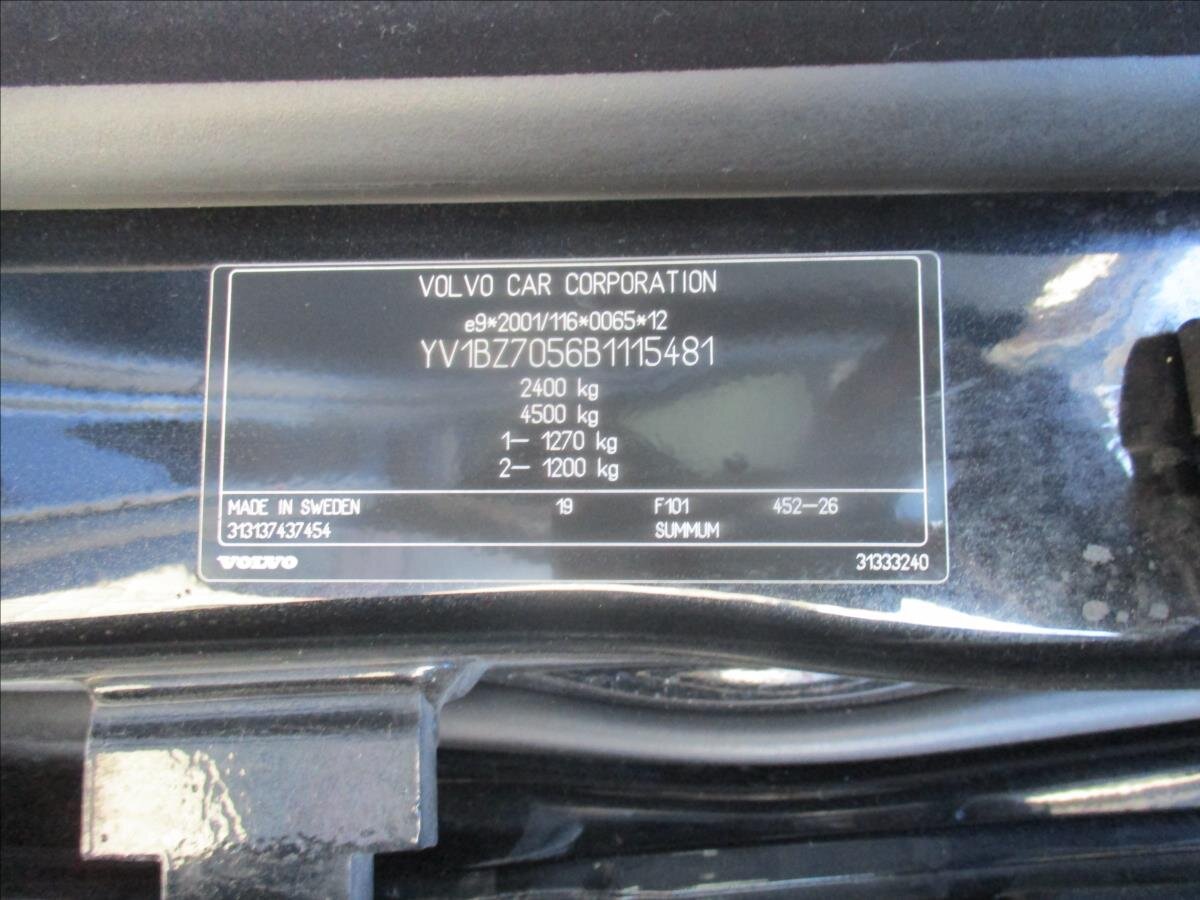 VOLVO CAR CORPORATION
e9*2001/116*0065*12
YV1BZ7056B1115481
2400 kg
4500 kg
1- 1270 kg
2- 1200 kg
MADE IN SWEDEN 19 F101 452-26
313137437454 SUMMUM
VOLVO 31333240